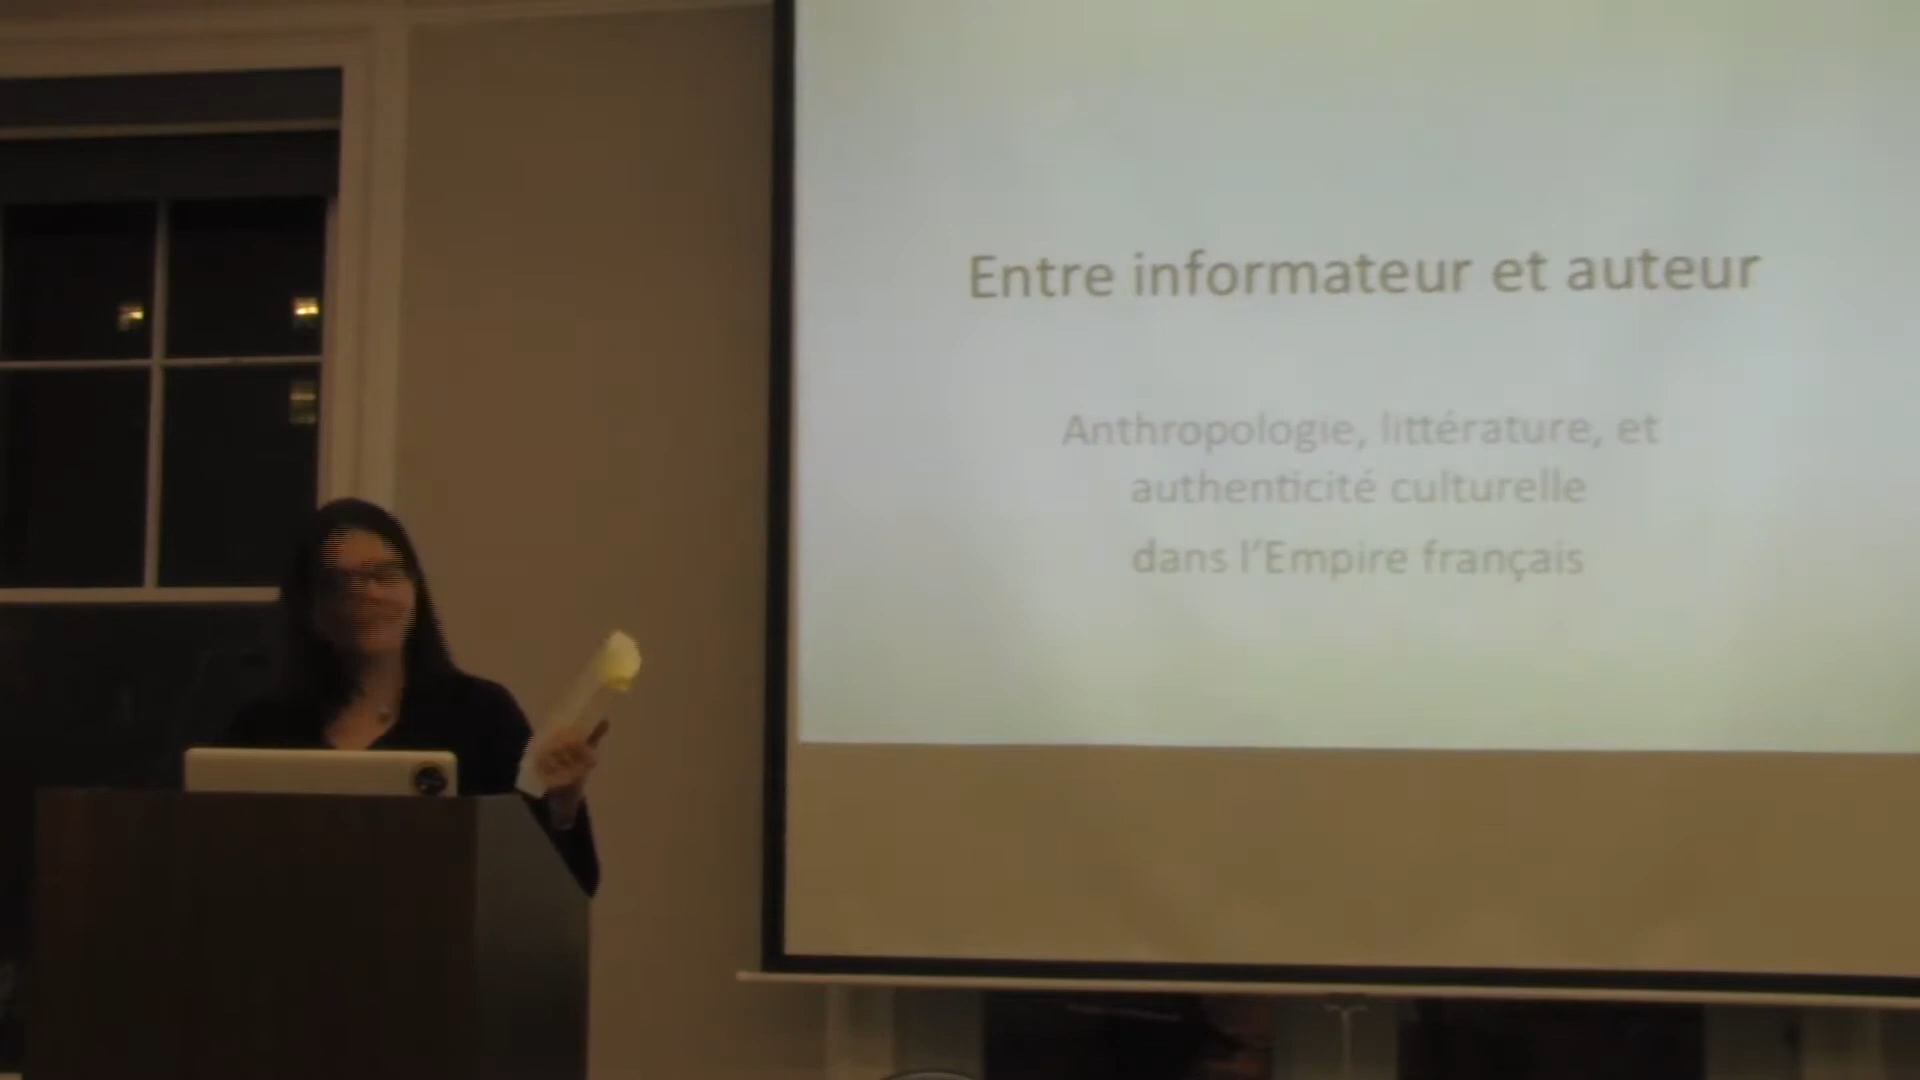 Entre informateur et auteur
Anthropologie, littérature, et
authenticité culturelle
dans l'Empire français